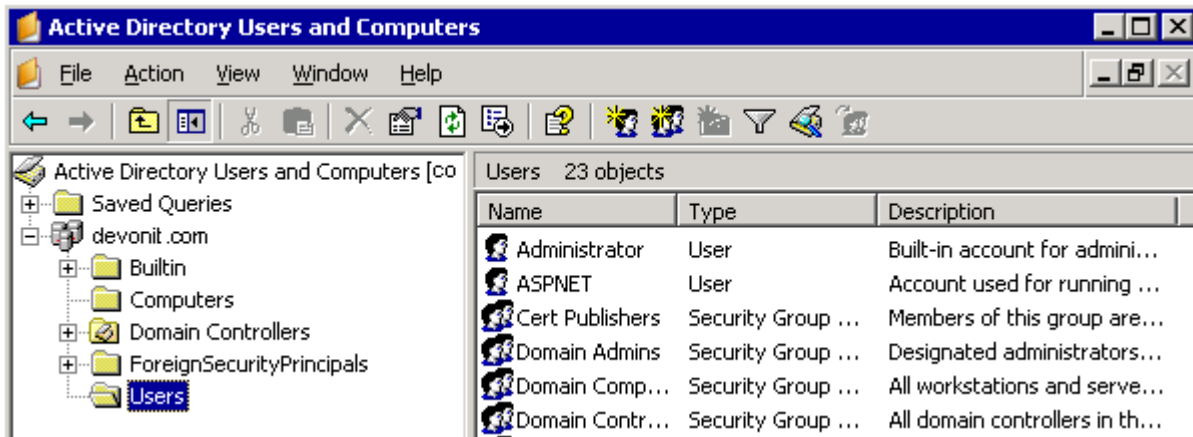 Active Directory Users and Computers
File Action View Window Help
Active Directory Users and Computers [co
Saved Queries
devonit.com
Builtin
Computers
Domain Controllers
ForeignSecurityPrincipals
Users
Users 23 objects
Name Type Description
Administrator User Built-in account for admini...
ASPNET User Account used for running ...
Cert Publishers Security Group ... Members of this group are...
Domain Admins Security Group ... Designated administrators...
Domain Comp... Security Group ... All workstations and serve...
Domain Contr... Security Group ... All domain controllers in th...